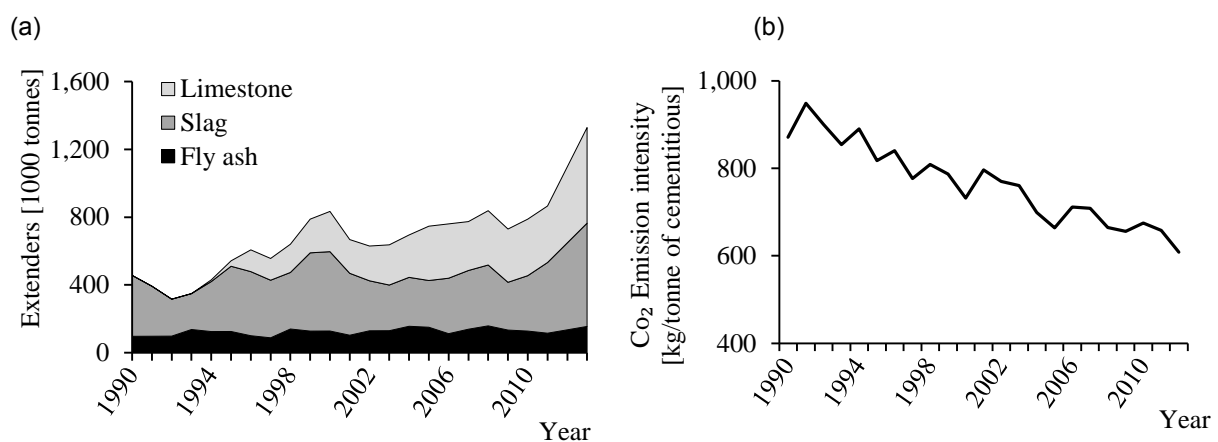 (a)
Extenders [1000 tonnes]
1,600
1,200
800
400
0
Limestone
Slag
Fly ash
1990
1994
1998
2002
2006
2010
Year
(b)
Co₂ Emission intensity
[kg/tonne of cementitious]
1,000
800
600
400
1990
1994
1998
2002
2006
2010
Year